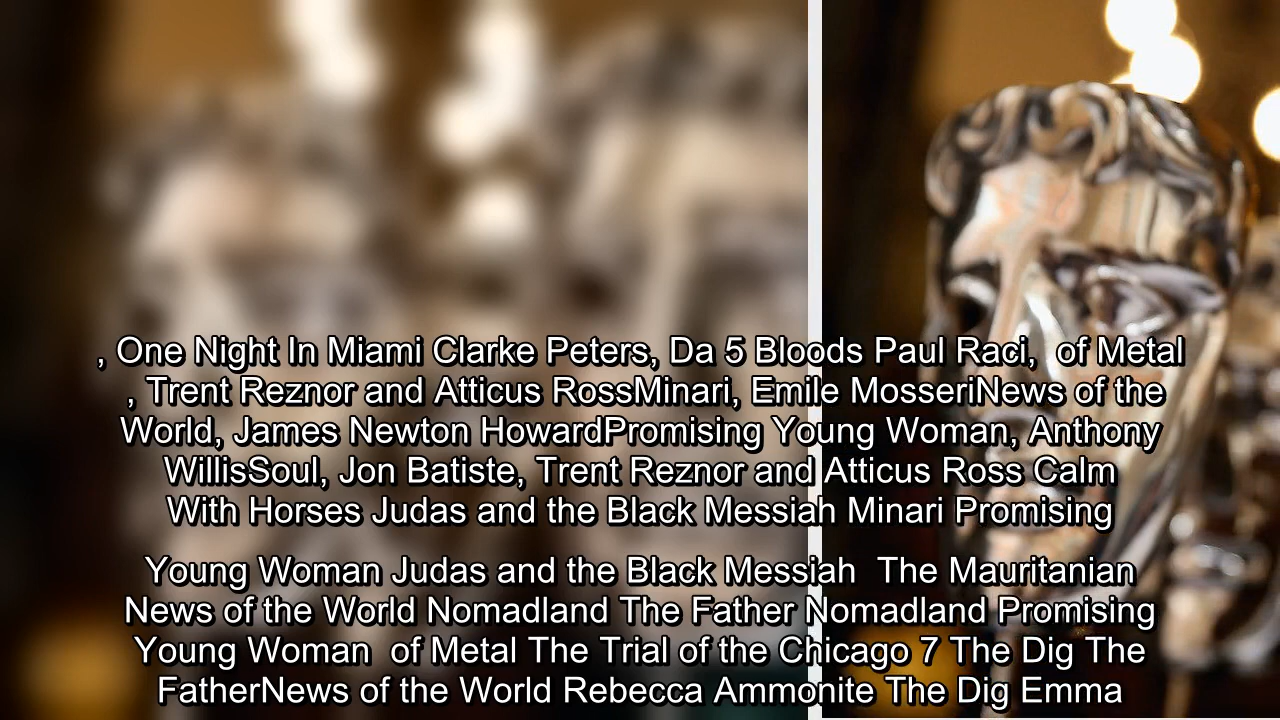 , One Night In Miami Clarke Peters, Da 5 Bloods Paul Raci,  of Metal
, Trent Reznor and Atticus RossMinari, Emile MosseriNews of the
World, James Newton HowardPromising Young Woman, Anthony
WillisSoul, Jon Batiste, Trent Reznor and Atticus Ross Calm
With Horses Judas and the Black Messiah Minari Promising
Young Woman Judas and the Black Messiah  The Mauritanian
News of the World Nomadland The Father Nomadland Promising
Young Woman  of Metal The Trial of the Chicago 7 The Dig The
FatherNews of the World Rebecca Ammonite The Dig Emma